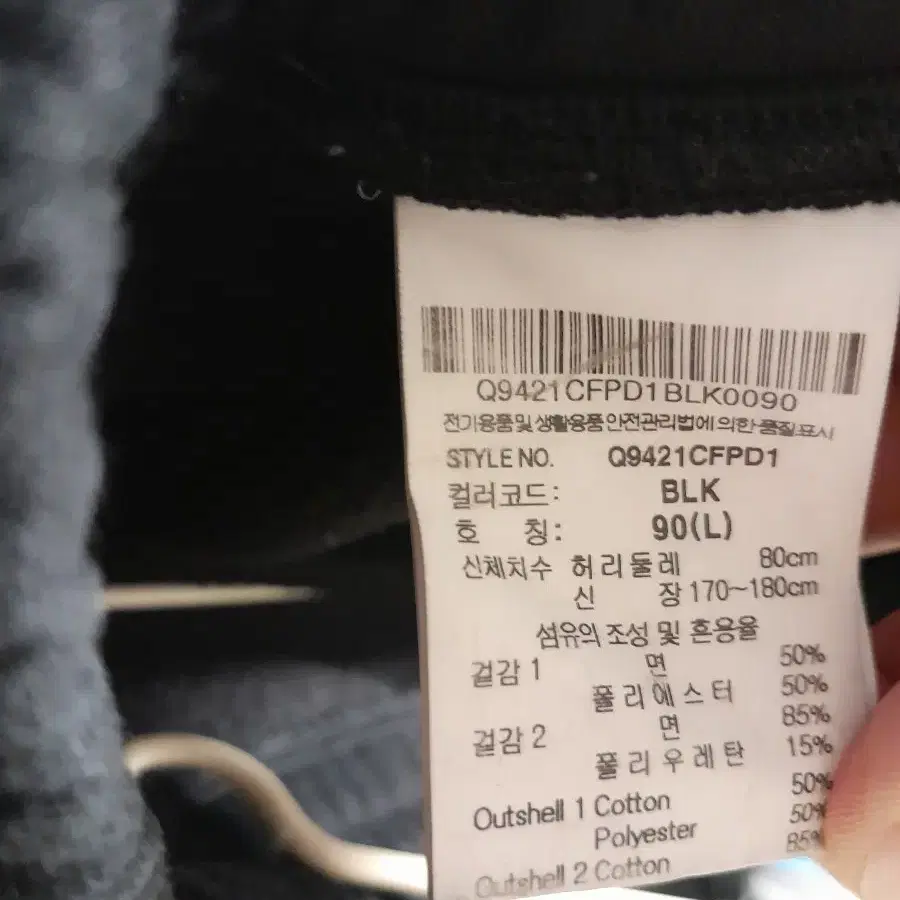 Q9421CFPD1BLK0090
전기용품및생활용품안전관리법에의한품질표시
STYLE NO. Q9421CFPD1
컬러코드: BLK
호 칭: 90(L)
신체치수 허리둘레 80cm
신 장 170~180cm
섬유의 조성 및 혼용율
겉감 1 면 50%
폴리에스터 50%
겉감 2 면 85%
폴리우레탄 15%
Outshell 1 Cotton 50%
Polyester 50%
Outshell 2 Cotton 85%